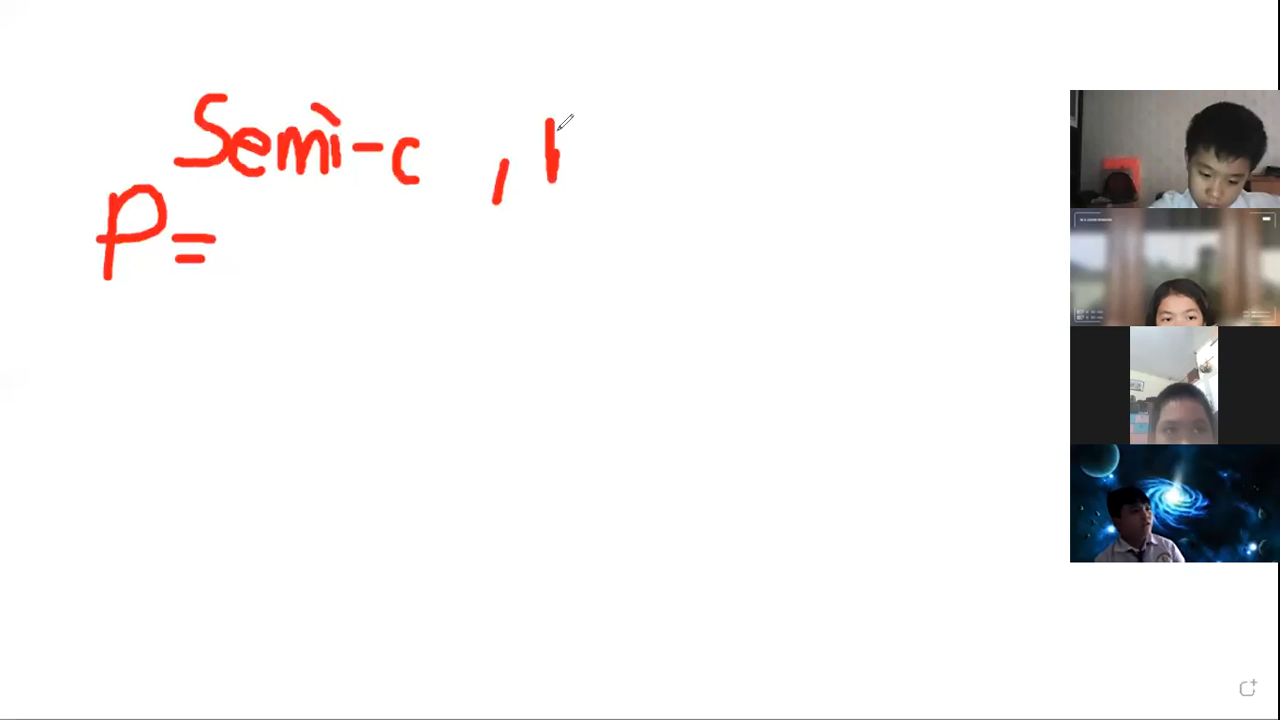 Semi-c ,
P=